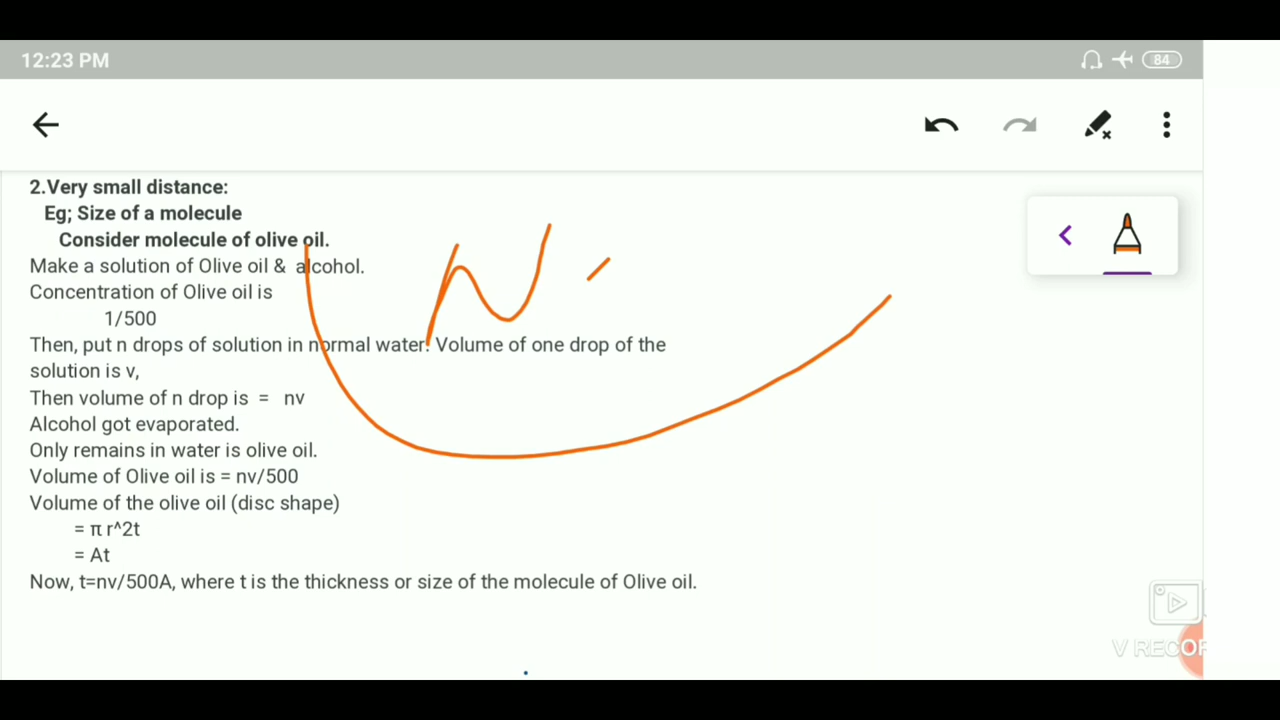 12:23 PM
84
2.Very small distance:
Eg; Size of a molecule
Consider molecule of olive oil.
Make a solution of Olive oil & alcohol.
Concentration of Olive oil is
1/500
Then, put n drops of solution in normal water. Volume of one drop of the
solution is v,
Then volume of n drop is = nv
Alcohol got evaporated.
Only remains in water is olive oil.
Volume of Olive oil is = nv/500
Volume of the olive oil (disc shape)
= π r^2t
= At
Now, t=nv/500A, where t is the thickness or size of the molecule of Olive oil.
V RECOR